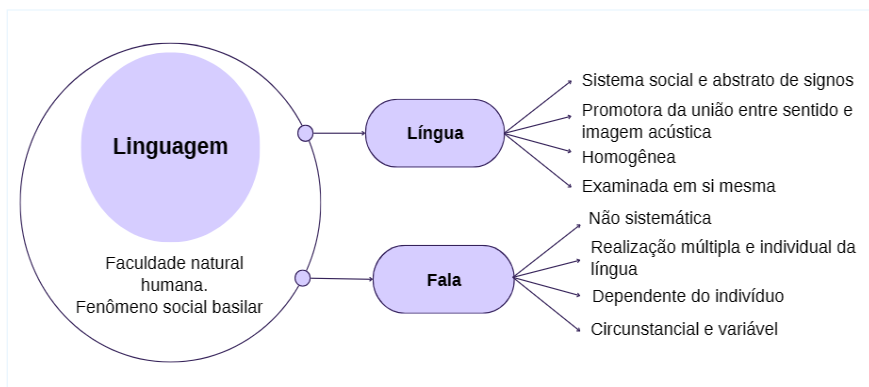 Linguagem
Faculdade natural
humana.
Fenômeno social basilar
Língua
Sistema social e abstrato de signos
Promotora da união entre sentido e
imagem acústica
Homogênea
Examinada em si mesma
Fala
Não sistemática
Realização múltipla e individual da
língua
Dependente do indivíduo
Circunstancial e variável